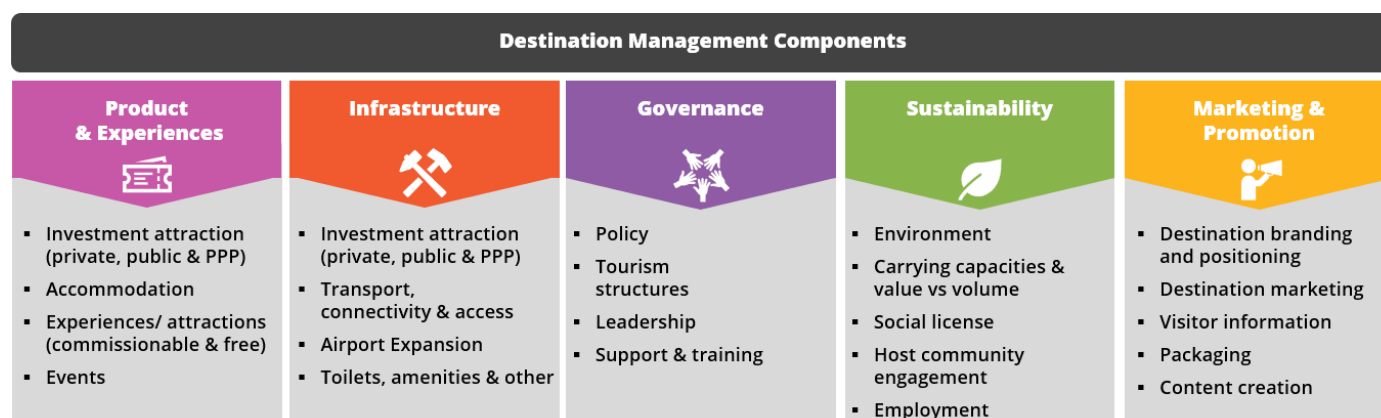 Destination Management Components
Product
& Experiences
▪ Investment attraction
(private, public & PPP)
▪ Accommodation
▪ Experiences/ attractions
(commissionable & free)
▪ Events
Infrastructure
▪ Investment attraction
(private, public & PPP)
▪ Transport,
connectivity & access
▪ Airport Expansion
▪ Toilets, amenities & other
Governance
▪ Policy
▪ Tourism
structures
▪ Leadership
▪ Support & training
Sustainability
▪ Environment
▪ Carrying capacities &
value vs volume
▪ Social license
▪ Host community
engagement
▪ Employment
Marketing &
Promotion
▪ Destination branding
and positioning
▪ Destination marketing
▪ Visitor information
▪ Packaging
▪ Content creation